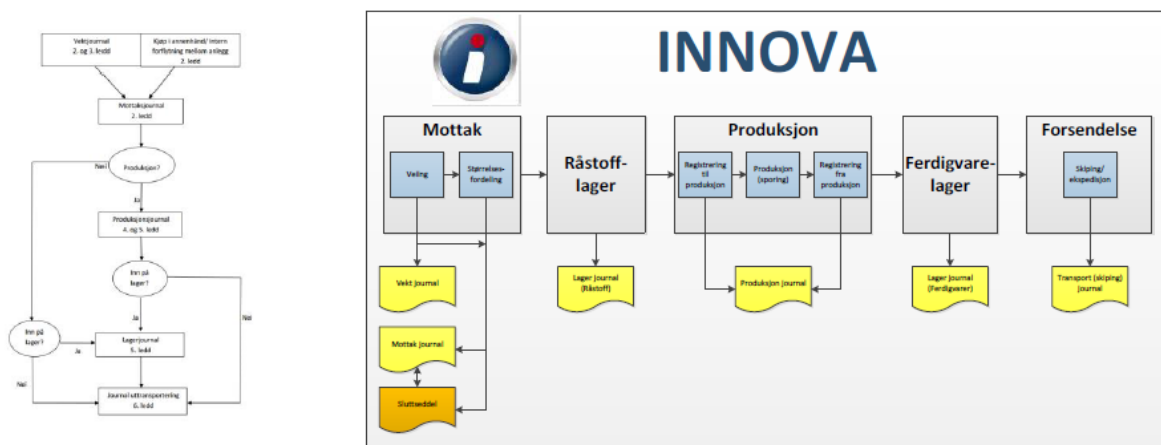 Vektjournal
2. og 3. ledd
Kjøp i annenhånd/ intern
forflytning mellom anlegg
2. ledd
Mottaksjournal
2. ledd
Produksjon?
Nei
Ja
Produksjonsjournal
4. og 5. ledd
Inn på
lager?
Nei
Ja
Inn på
lager?
Ja
Nei
Lagerjournal
5. ledd
Journal uttransportering
6. ledd
INNOVA
Mottak
Veiing
Størrelses-
fordeling
Råstoff-
lager
Produksjon
Registrering
til
produksjon
Produksjon
(sporing)
Registrering
fra
produksjon
Ferdigvare-
lager
Forsendelse
Skiping/
ekspedisjon
Vekt journal
Lager journal
(Råstoff)
Produksjon journal
Lager journal
(Ferdigvarer)
Transport (skiping)
journal
Mottak journal
Sluttseddel